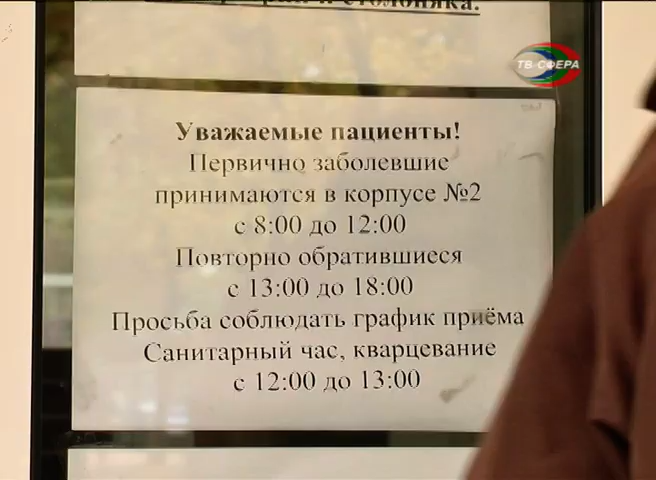 столбняка.
ТВ-СФЕРА
Уважаемые пациенты!
Первично заболевшие
принимаются в корпусе №2
с 8:00 до 12:00
Повторно обратившиеся
с 13:00 до 18:00
Просьба соблюдать график приёма
Санитарный час, кварцевание
с 12:00 до 13:00